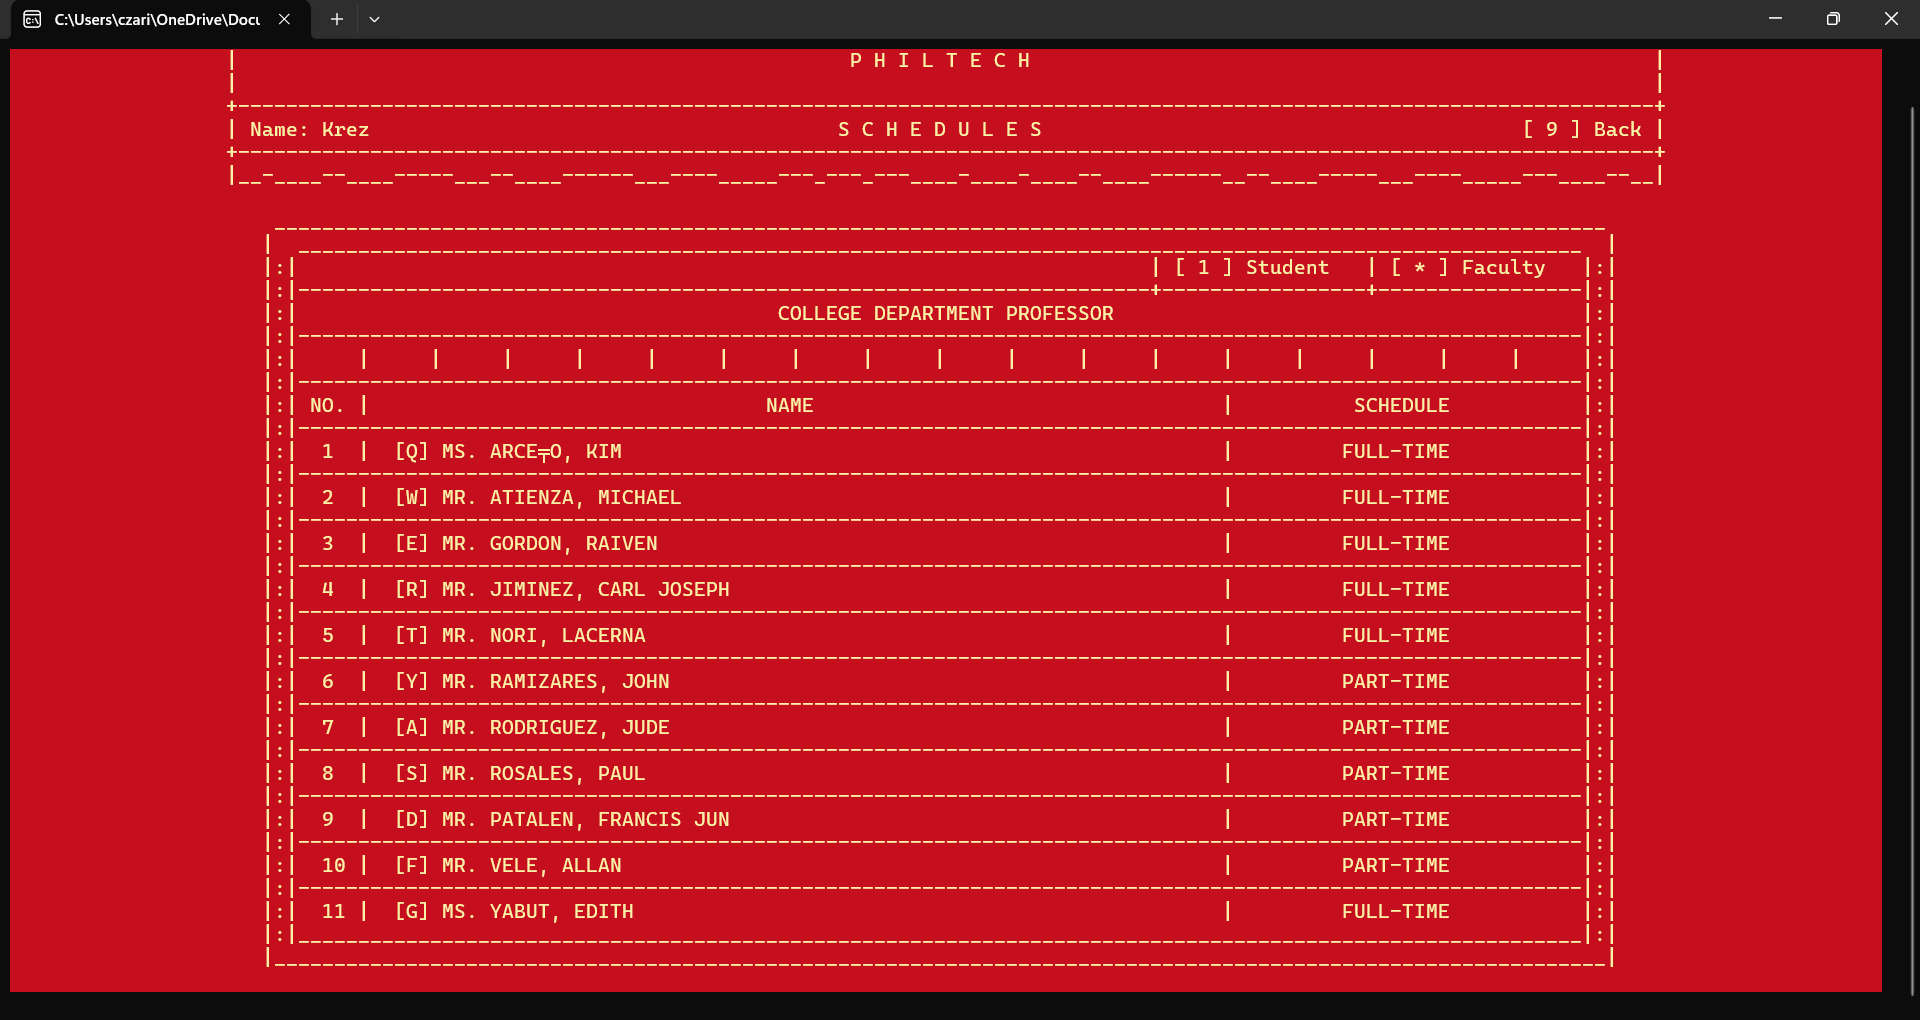 C:\Users\czari\OneDrive\Docu
P H I L T E C H
Name: Krez S C H E D U L E S [ 9 ] Back
[ 1 ] Student | [ * ] Faculty
COLLEGE DEPARTMENT PROFESSOR
NO. | NAME | SCHEDULE
1 | [Q] MS. ARCE╤O, KIM | FULL-TIME
2 | [W] MR. ATIENZA, MICHAEL | FULL-TIME
3 | [E] MR. GORDON, RAIVEN | FULL-TIME
4 | [R] MR. JIMINEZ, CARL JOSEPH | FULL-TIME
5 | [T] MR. NORI, LACERNA | FULL-TIME
6 | [Y] MR. RAMIZARES, JOHN | PART-TIME
7 | [A] MR. RODRIGUEZ, JUDE | PART-TIME
8 | [S] MR. ROSALES, PAUL | PART-TIME
9 | [D] MR. PATALEN, FRANCIS JUN | PART-TIME
10 | [F] MR. VELE, ALLAN | PART-TIME
11 | [G] MS. YABUT, EDITH | FULL-TIME